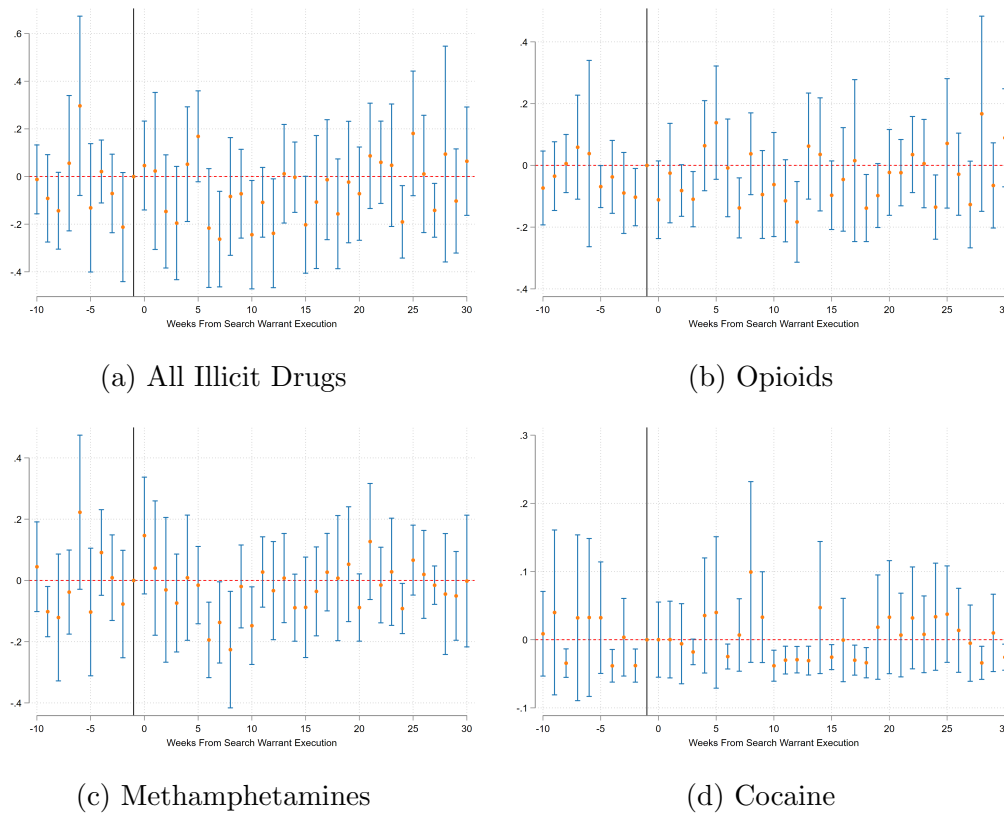 .6
.4
.2
0
-.2
-.4
-10 -5 0 5 10 15 20 25 30
Weeks From Search Warrant Execution
(a) All Illicit Drugs
.4
.2
0
-.2
-.4
-10 -5 0 5 10 15 20 25 30
Weeks From Search Warrant Execution
(b) Opioids
.4
.2
0
-.2
-.4
-10 -5 0 5 10 15 20 25 30
Weeks From Search Warrant Execution
(c) Methamphetamines
.3
.2
.1
0
-.1
-10 -5 0 5 10 15 20 25
Weeks From Search Warrant Execution
(d) Cocaine